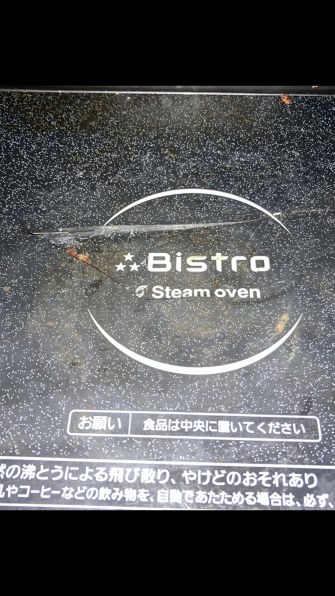 Bistro
Steam oven
お願い 食品は中央に置いてください
然の沸とうによる飛び散り、やけどのおそれあり
乳やコーヒーなどの飲み物を、自動であたためる場合は、必ず、